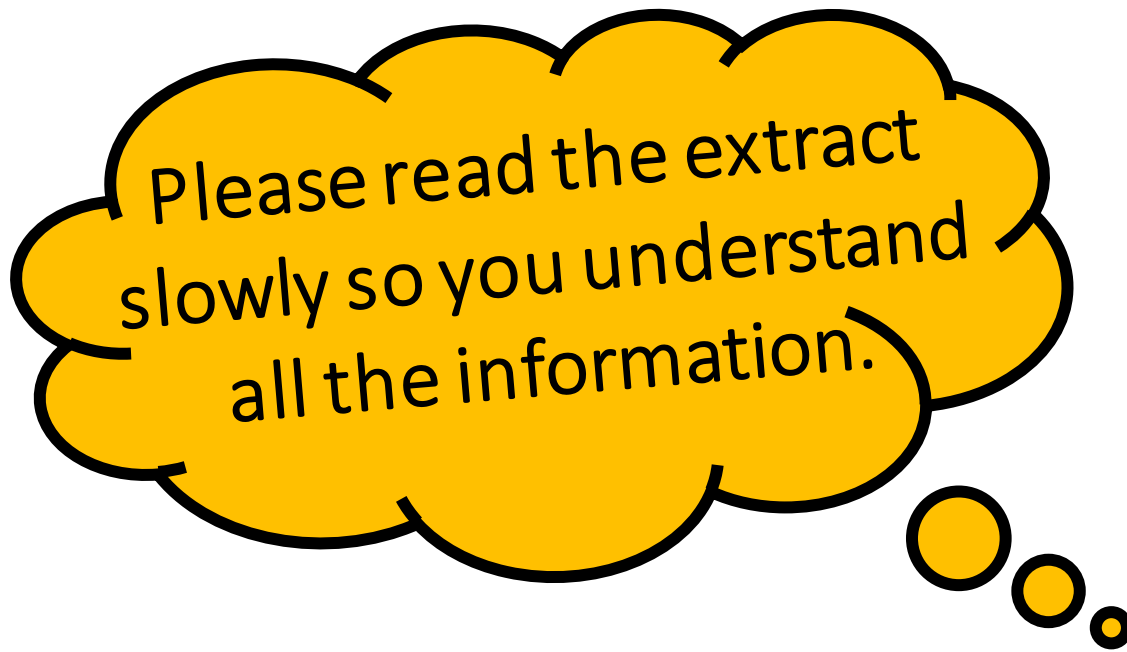 Please read the extract
slowly so you understand
all the information.